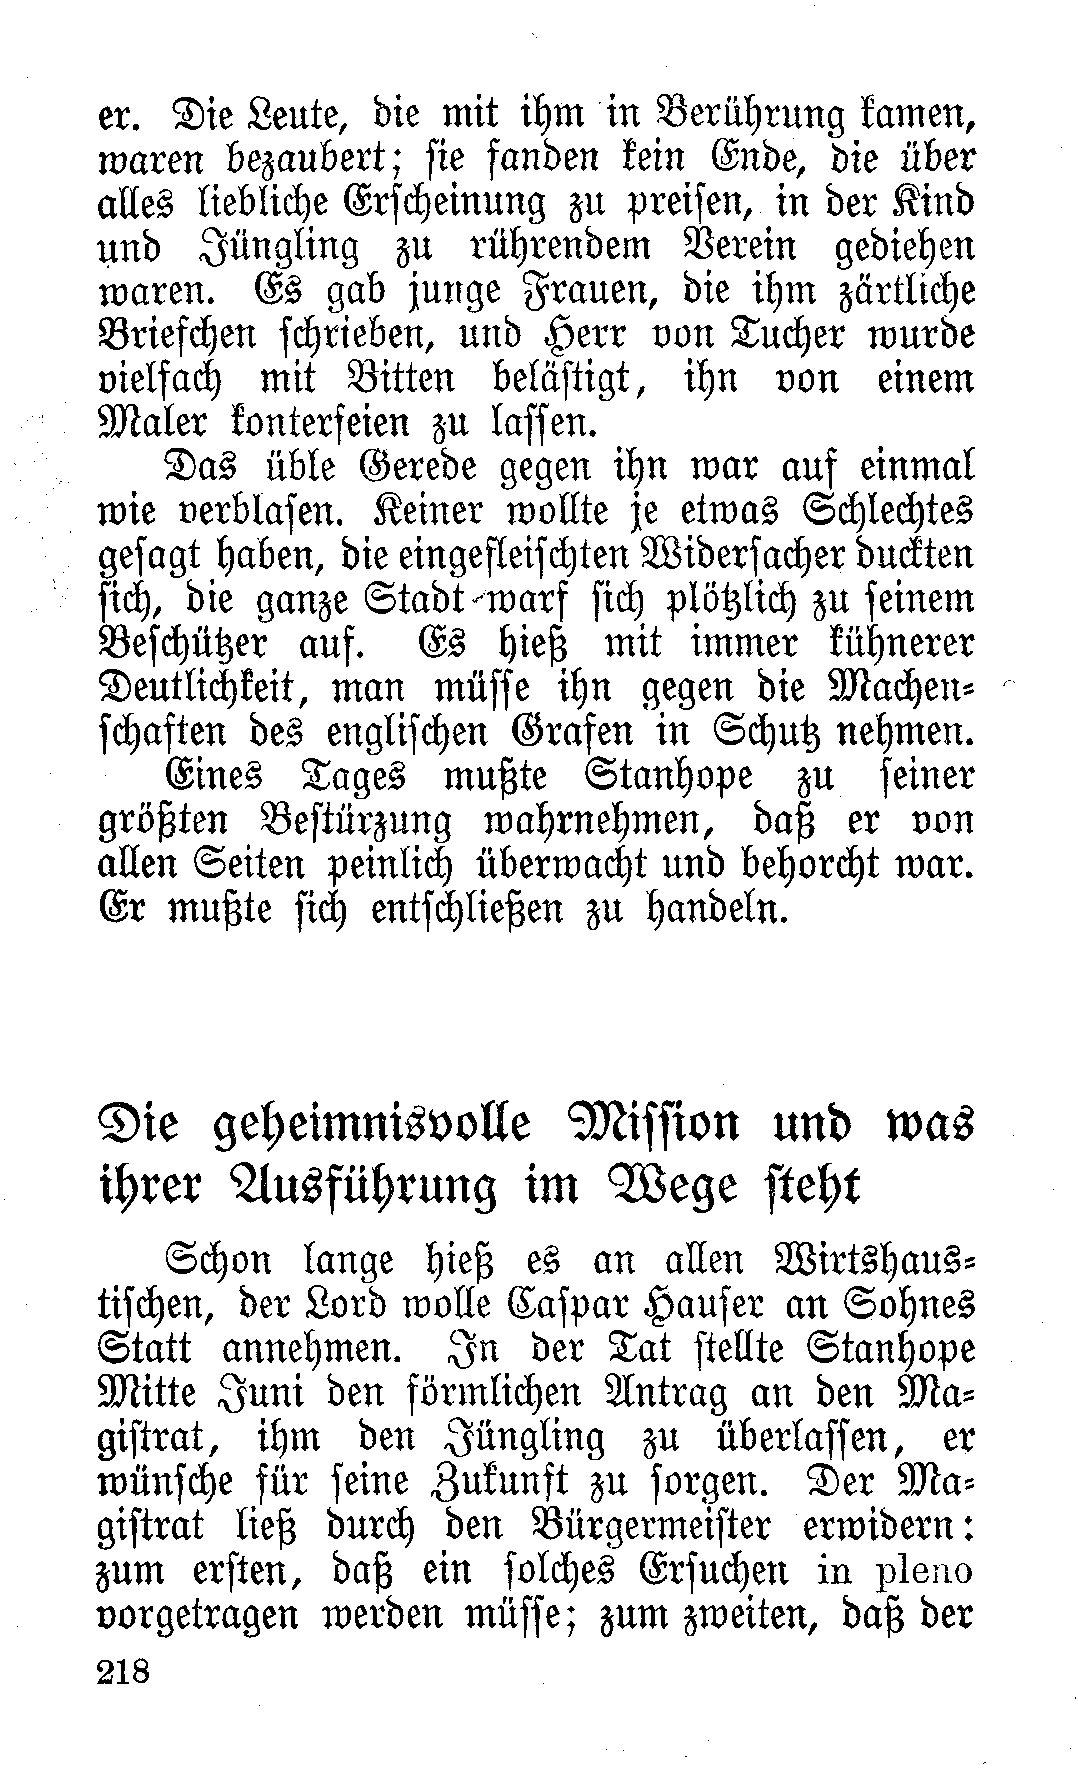 er. Die Leute, die mit ihm in Berührung kamen,
waren bezaubert; sie fanden kein Ende, die über
alles liebliche Erscheinung zu preisen, in der Kind
und Jüngling zu rührendem Verein gediehen
waren. Es gab junge Frauen, die ihm zärtliche
Briefchen schrieben, und Herr von Tucher wurde
vielfach mit Bitten belästigt, ihn von einem
Maler konterfeien zu lassen.
Das üble Gerede gegen ihn war auf einmal
wie verblasen. Keiner wollte je etwas Schlechtes
gesagt haben, die eingefleischten Widersacher duckten
sich, die ganze Stadt warf sich plötzlich zu seinem
Beschützer auf. Es hieß mit immer kühnerer
Deutlichkeit, man müsse ihn gegen die Machen-
schaften des englischen Grafen in Schutz nehmen.
Eines Tages mußte Stanhope zu seiner
größten Bestürzung wahrnehmen, daß er von
allen Seiten peinlich überwacht und behorcht war.
Er mußte sich entschließen zu handeln.
Die geheimnisvolle Mission und was
ihrer Ausführung im Wege steht
Schon lange hieß es an allen Wirtshaus-
tischen, der Lord wolle Caspar Hauser an Sohnes
Statt annehmen. In der Tat stellte Stanhope
Mitte Juni den förmlichen Antrag an den Ma-
gistrat, ihm den Jüngling zu überlassen, er
wünsche für seine Zukunft zu sorgen. Der Ma-
gistrat ließ durch den Bürgermeister erwidern:
zum ersten, daß ein solches Ersuchen in pleno
vorgetragen werden müsse; zum zweiten, daß der
218